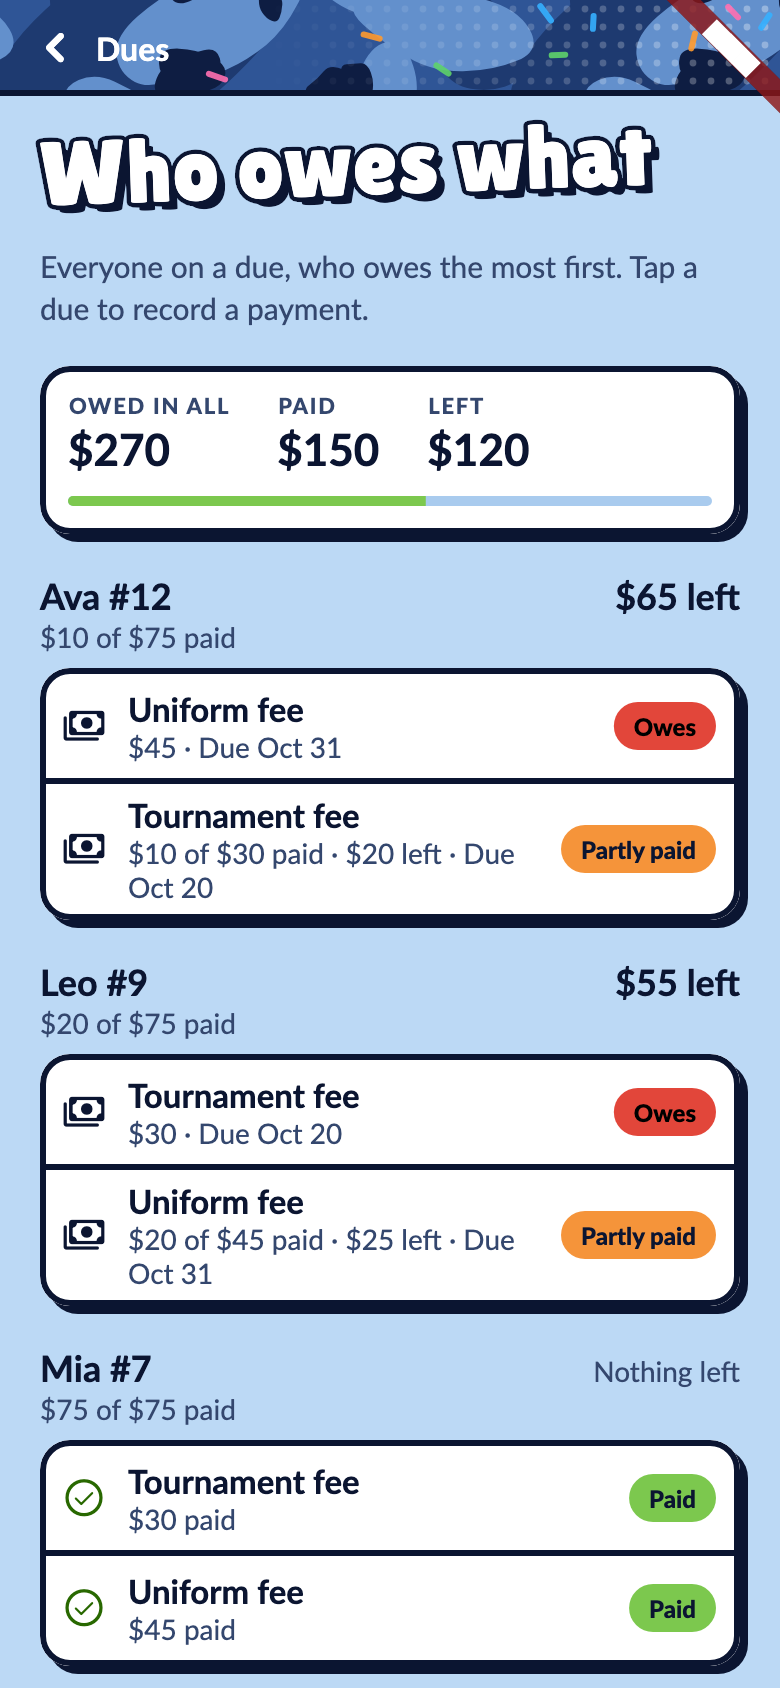 Dues
Who owes what
Everyone on a due, who owes the most first. Tap a
due to record a payment.
OWED IN ALL PAID LEFT
$270 $150 $120
Ava #12 $65 left
$10 of $75 paid
Uniform fee
$45 · Due Oct 31
Owes
Tournament fee
$10 of $30 paid · $20 left · Due
Oct 20
Partly paid
Leo #9 $55 left
$20 of $75 paid
Tournament fee
$30 · Due Oct 20
Owes
Uniform fee
$20 of $45 paid · $25 left · Due
Oct 31
Partly paid
Mia #7 Nothing left
$75 of $75 paid
Tournament fee
$30 paid
Paid
Uniform fee
$45 paid
Paid